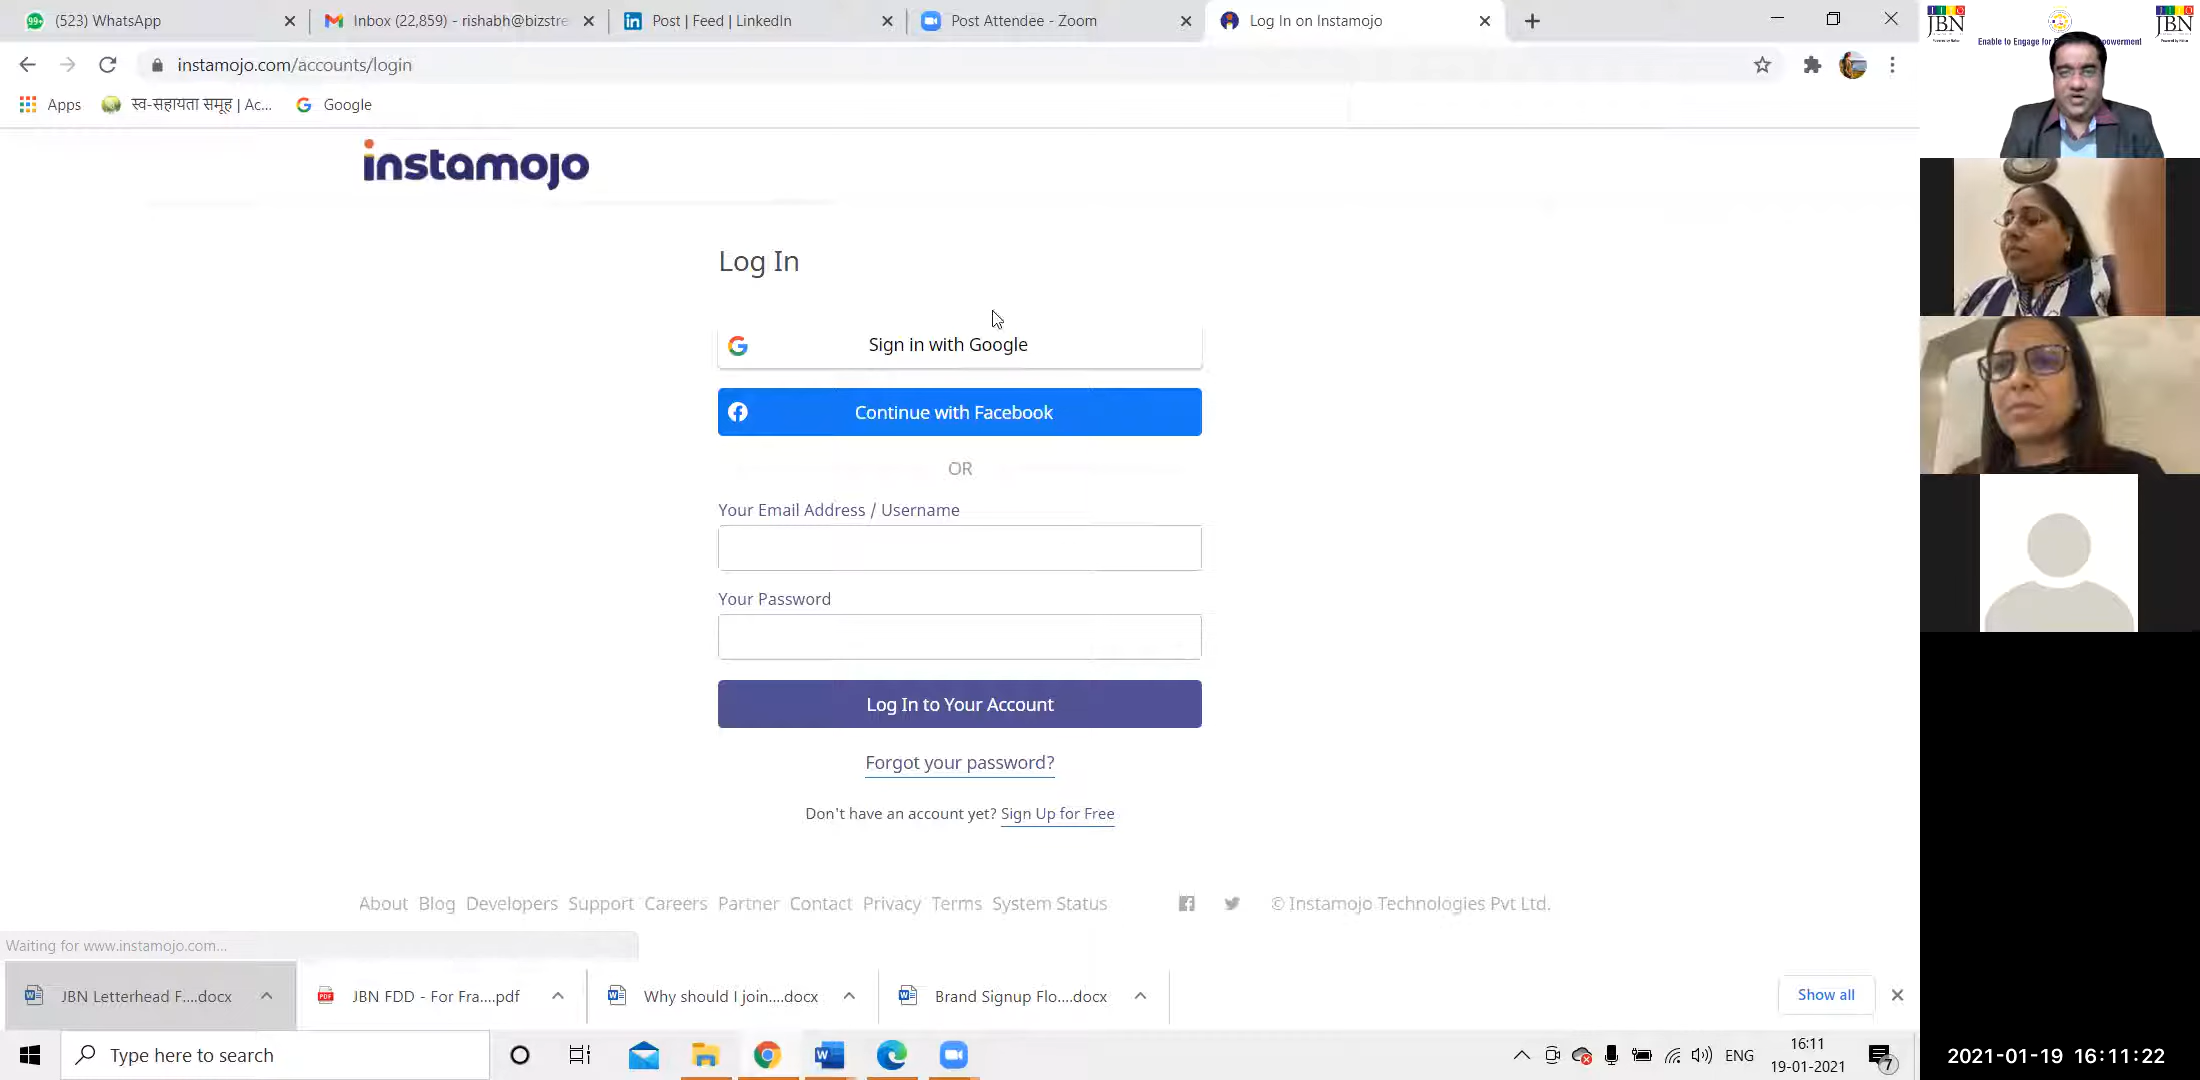 (523) WhatsApp
Inbox (22,859) - rishabh@bizstre
Post | Feed | LinkedIn
Post Attendee - Zoom
Log In on Instamojo
instamojo.com/accounts/login
Apps
स्व-सहायता समूह | Ac...
Google
JBN
JBN
Enable to Engage for
instamojo
Log In
Sign in with Google
Continue with Facebook
OR
Your Email Address / Username
Your Password
Log In to Your Account
Forgot your password?
Don't have an account yet? Sign Up for Free
About Blog Developers Support Careers Partner Contact Privacy Terms System Status
© Instamojo Technologies Pvt Ltd.
Waiting for www.instamojo.com...
JBN Letterhead F....docx
JBN FDD - For Fra....pdf
Why should I join....docx
Brand Signup Flo....docx
Show all
Type here to search
ENG
16:11
19-01-2021
7
2021-01-19 16:11:22